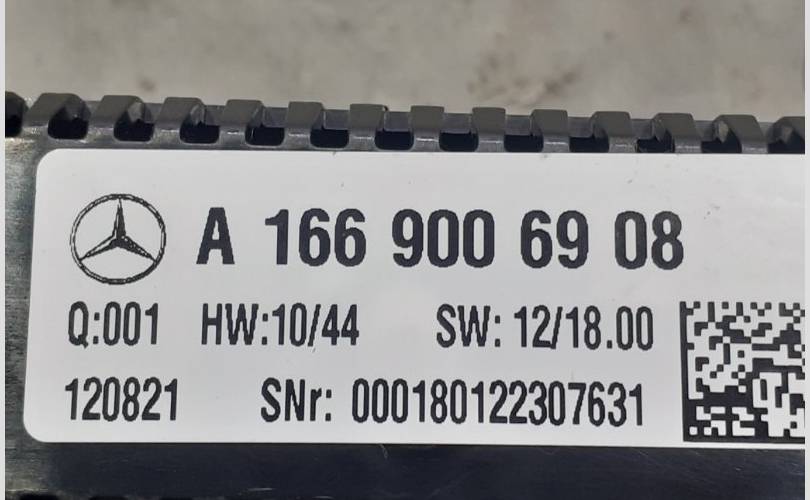 A 166 900 69 08
Q:001 HW:10/44 SW: 12/18.00
120821 SNr: 000180122307631